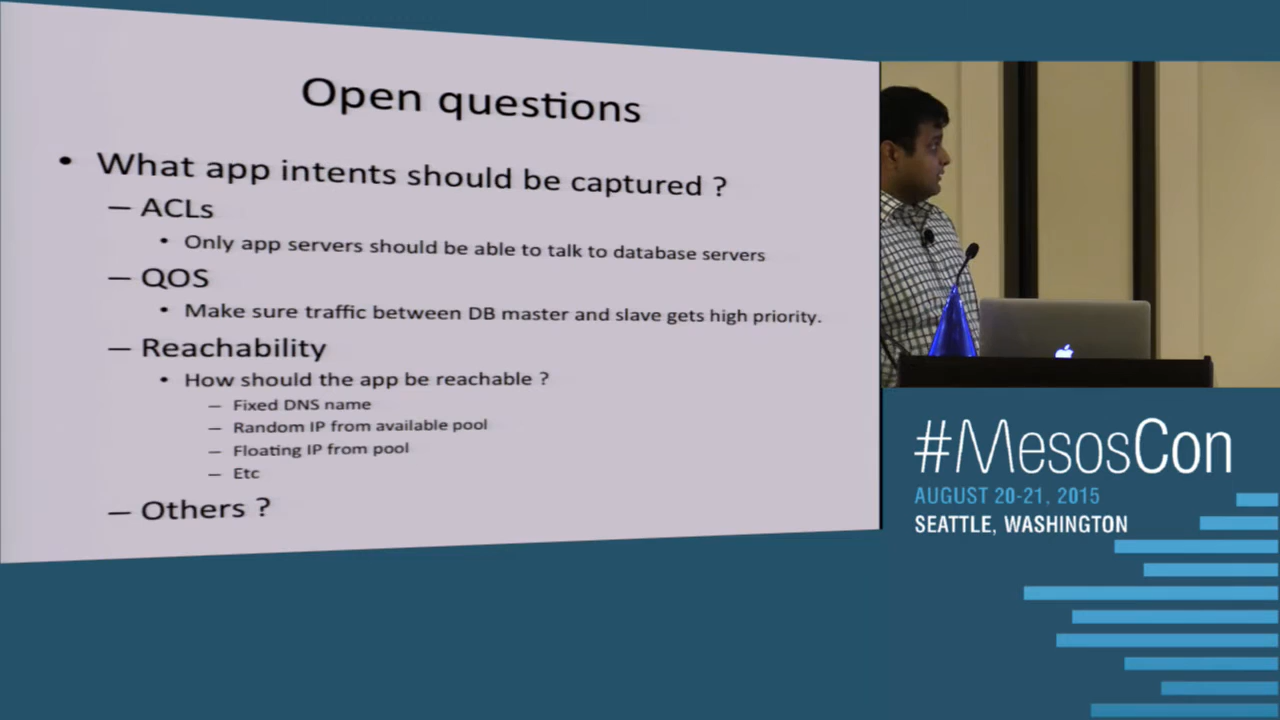 Open questions
• What app intents should be captured ?
– ACLs
• Only app servers should be able to talk to database servers
– QOS
• Make sure traffic between DB master and slave gets high priority.
– Reachability
• How should the app be reachable ?
– Fixed DNS name
– Random IP from available pool
– Floating IP from pool
– Etc
– Others ?
#MesosCon
AUGUST 20-21, 2015
SEATTLE, WASHINGTON